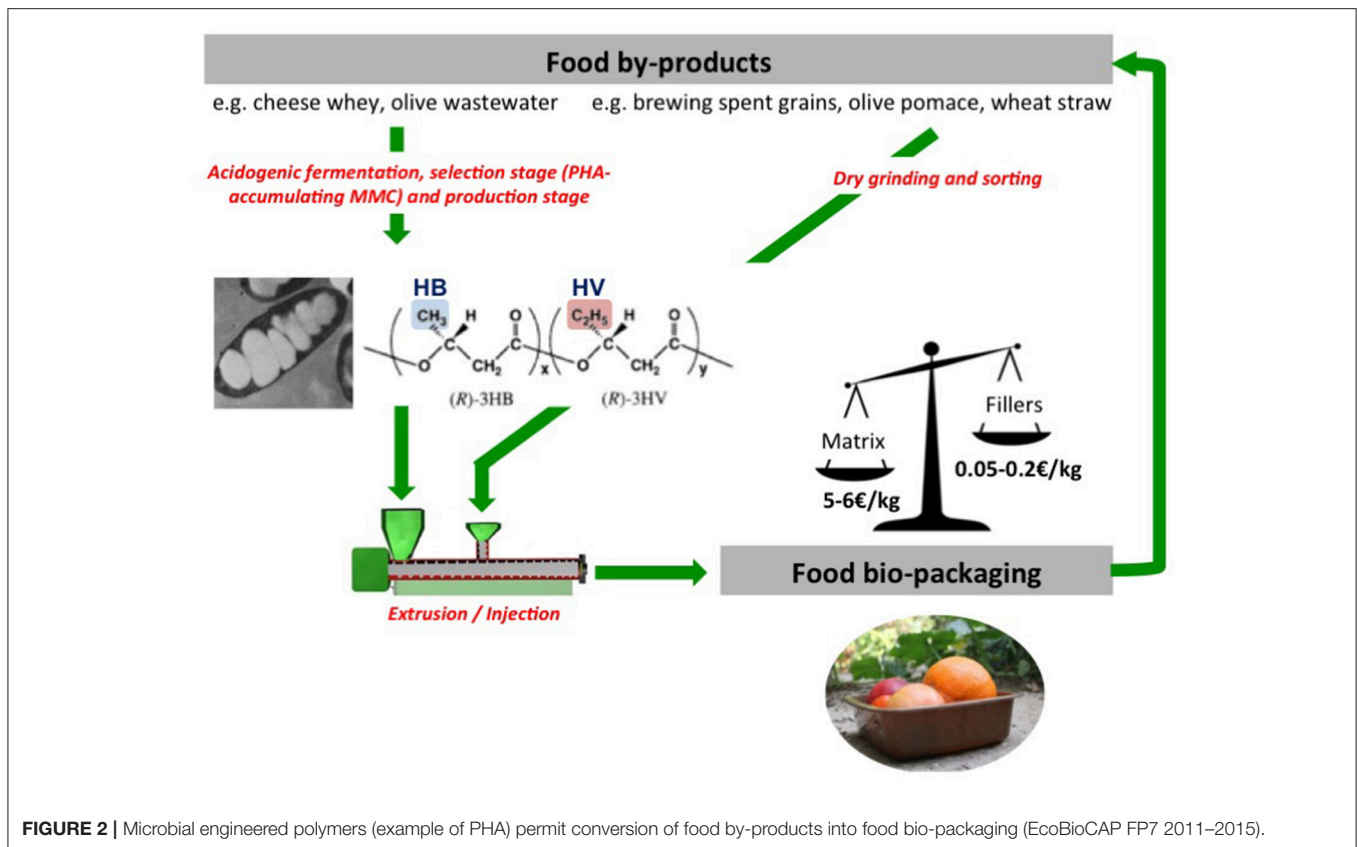 Food by-products
e.g. cheese whey, olive wastewater
e.g. brewing spent grains, olive pomace, wheat straw
Acidogenic fermentation, selection stage (PHA-
accumulating MMC) and production stage
Dry grinding and sorting
HB
HV
CH₃ H O C₂H₅ H O
C C C C
O CH₂ x O CH₂ y
(R)-3HB
(R)-3HV
Matrix
5-6€/kg
Fillers
0.05-0.2€/kg
Extrusion / Injection
Food bio-packaging
FIGURE 2 | Microbial engineered polymers (example of PHA) permit conversion of food by-products into food bio-packaging (EcoBioCAP FP7 2011–2015).